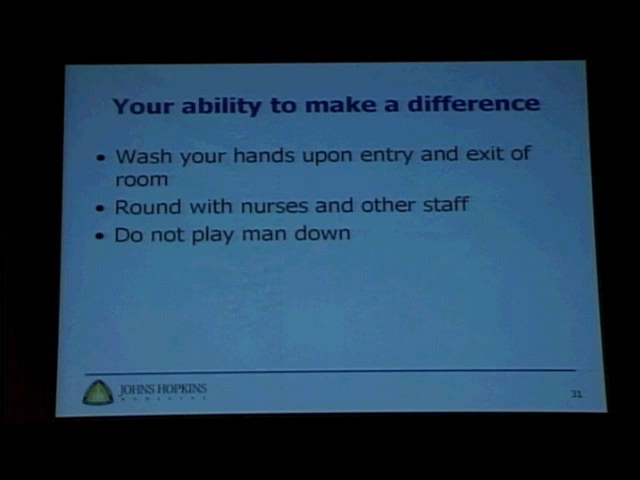 Your ability to make a difference
• Wash your hands upon entry and exit of
room
• Round with nurses and other staff
• Do not play man down
JOHNS HOPKINS
MEDICINE
31